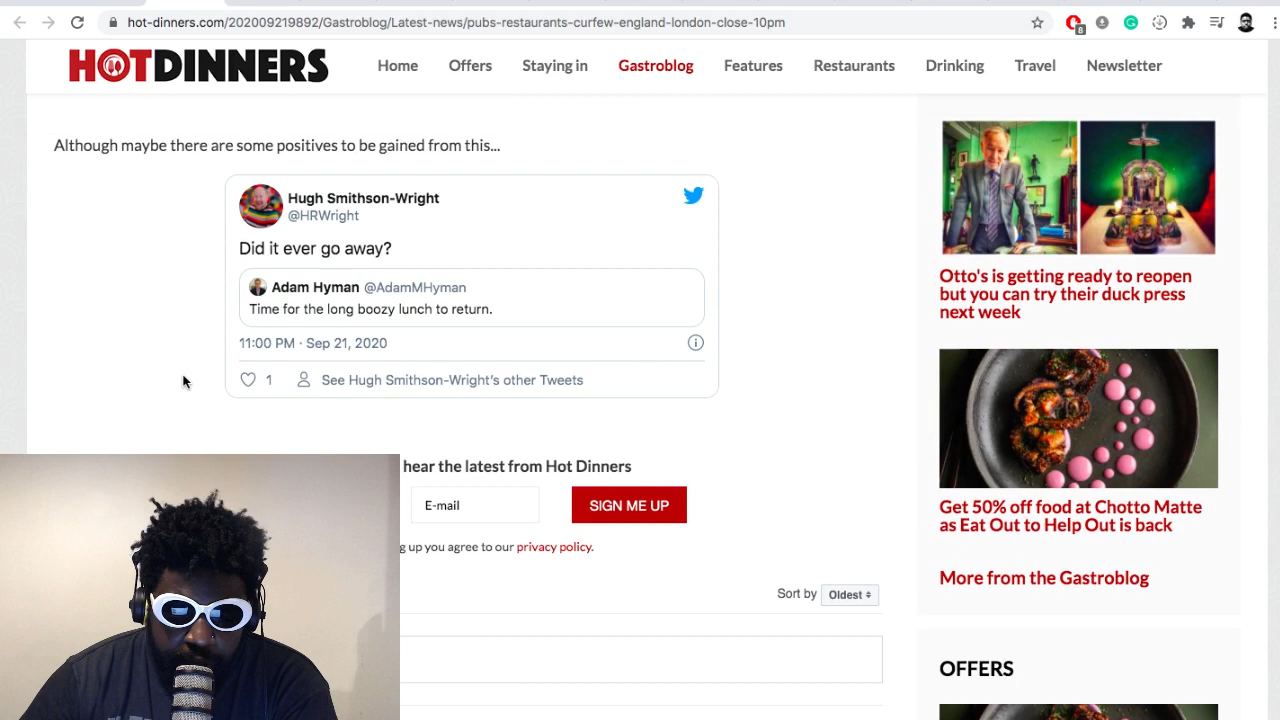 hot-dinners.com/202009219892/Gastroblog/Latest-news/pubs-restaurants-curfew-england-london-close-10pm
8
HOTDINNERS
Home Offers Staying in Gastroblog Features Restaurants Drinking Travel Newsletter
Although maybe there are some positives to be gained from this...
Hugh Smithson-Wright
@HRWright
Did it ever go away?
Adam Hyman @AdamMHyman
Time for the long boozy lunch to return.
11:00 PM · Sep 21, 2020
1 See Hugh Smithson-Wright's other Tweets
hear the latest from Hot Dinners
E-mail SIGN ME UP
g up you agree to our privacy policy.
Sort by Oldest
Otto's is getting ready to reopen
but you can try their duck press
next week
Get 50% off food at Chotto Matte
as Eat Out to Help Out is back
More from the Gastroblog
OFFERS